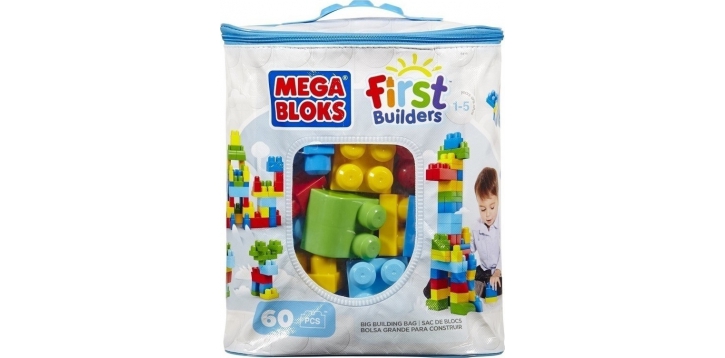 MEGA
BLOKS®
First
Builders
1-5
60 PCS
BIG BUILDING BAG | SAC DE BLOCS
BOLSA GRANDE PARA CONSTRUIR